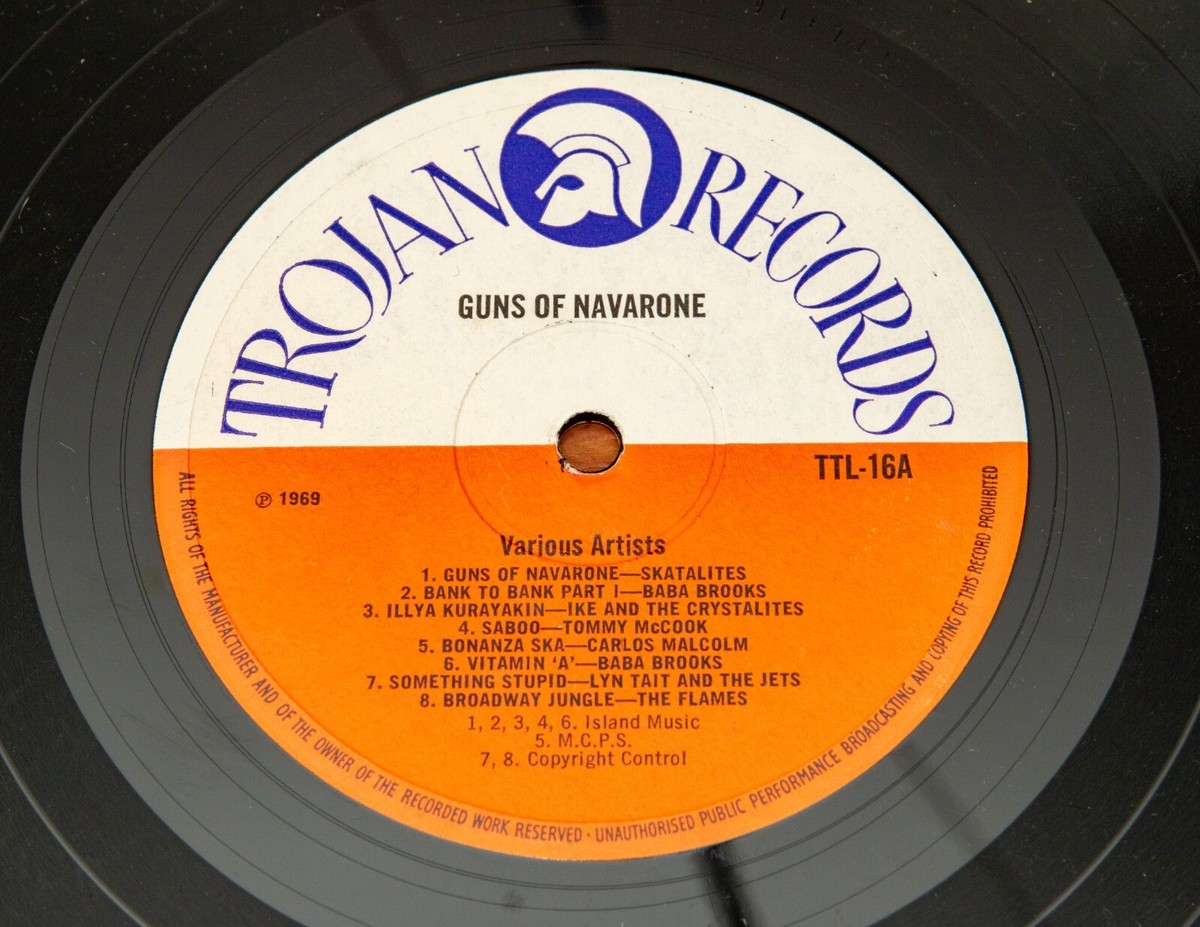 TROJAN RECORDS
GUNS OF NAVARONE
TTL-16A
℗ 1969
Various Artists
1. GUNS OF NAVARONE—SKATALITES
2. BANK TO BANK PART I—BABA BROOKS
3. ILLYA KURAYAKIN—IKE AND THE CRYSTALITES
4. SABOO—TOMMY McCOOK
5. BONANZA SKA—CARLOS MALCOLM
6. VITAMIN ‘A’—BABA BROOKS
7. SOMETHING STUPID—LYN TAIT AND THE JETS
8. BROADWAY JUNGLE—THE FLAMES
1, 2, 3, 4, 6. Island Music
5. M.C.P.S.
7, 8. Copyright Control
ALL RIGHTS OF THE MANUFACTURER AND OF THE OWNER OF THE RECORDED WORK RESERVED · UNAUTHORISED PUBLIC PERFORMANCE BROADCASTING AND COPYING OF THIS RECORD PROHIBITED